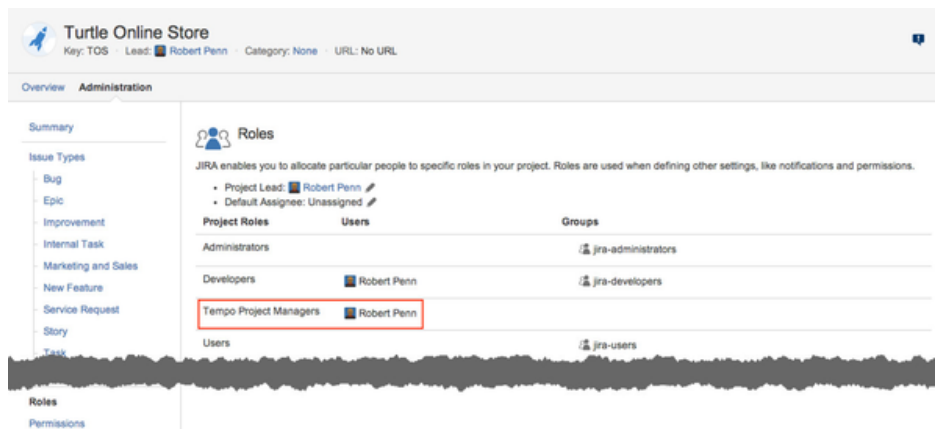 Turtle Online Store
Key: TOS · Lead: Robert Penn · Category: None · URL: No URL
Overview Administration
Summary
Issue Types
Bug
Epic
Improvement
Internal Task
Marketing and Sales
New Feature
Service Request
Story
Task
Roles
Permissions
Roles
JIRA enables you to allocate particular people to specific roles in your project. Roles are used when defining other settings, like notifications and permissions.
• Project Lead: Robert Penn
• Default Assignee: Unassigned
Project Roles Users Groups
Administrators jira-administrators
Developers Robert Penn jira-developers
Tempo Project Managers Robert Penn
Users jira-users